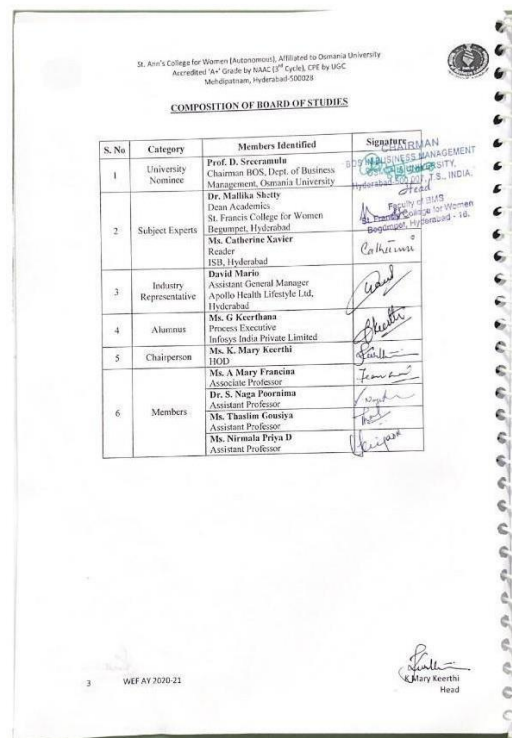 St. Ann's College for Women (Autonomous), Affiliated to Osmania University
Accredited 'A+' Grade by NAAC (3rd Cycle), CPE by UGC
Mehdipatnam, Hyderabad-500028
COMPOSITION OF BOARD OF STUDIES
S. No Category Members Identified Signature
1 University Nominee
Prof. D. Sreeramulu
Chairman BOS, Dept. of Business
Management, Osmania University
CHAIRMAN
BOS IN BUSINESS MANAGEMENT
Hyderabad-500 007, T.S., INDIA.
2 Subject Experts
Dr. Mallika Shetty
Dean Academics
St. Francis College for Women
Begumpet, Hyderabad
Head
Faculty of BMS
St. Francis College for Women
Begumpet, Hyderabad - 16.
Ms. Catherine Xavier
Reader
ISB, Hyderabad
Catherine
3 Industry Representative
David Mario
Assistant General Manager
Apollo Health Lifestyle Ltd,
Hyderabad
4 Alumnus
Ms. G Keerthana
Process Executive
Infosys India Private Limited
5 Chairperson
Ms. K. Mary Keerthi
HOD
6 Members
Ms. A Mary Francina
Associate Professor
Dr. S. Naga Poornima
Assistant Professor
Ms. Thaslim Gousiya
Assistant Professor
Ms. Nirmala Priya D
Assistant Professor
3 WEF AY 2020-21
K Mary Keerthi
Head